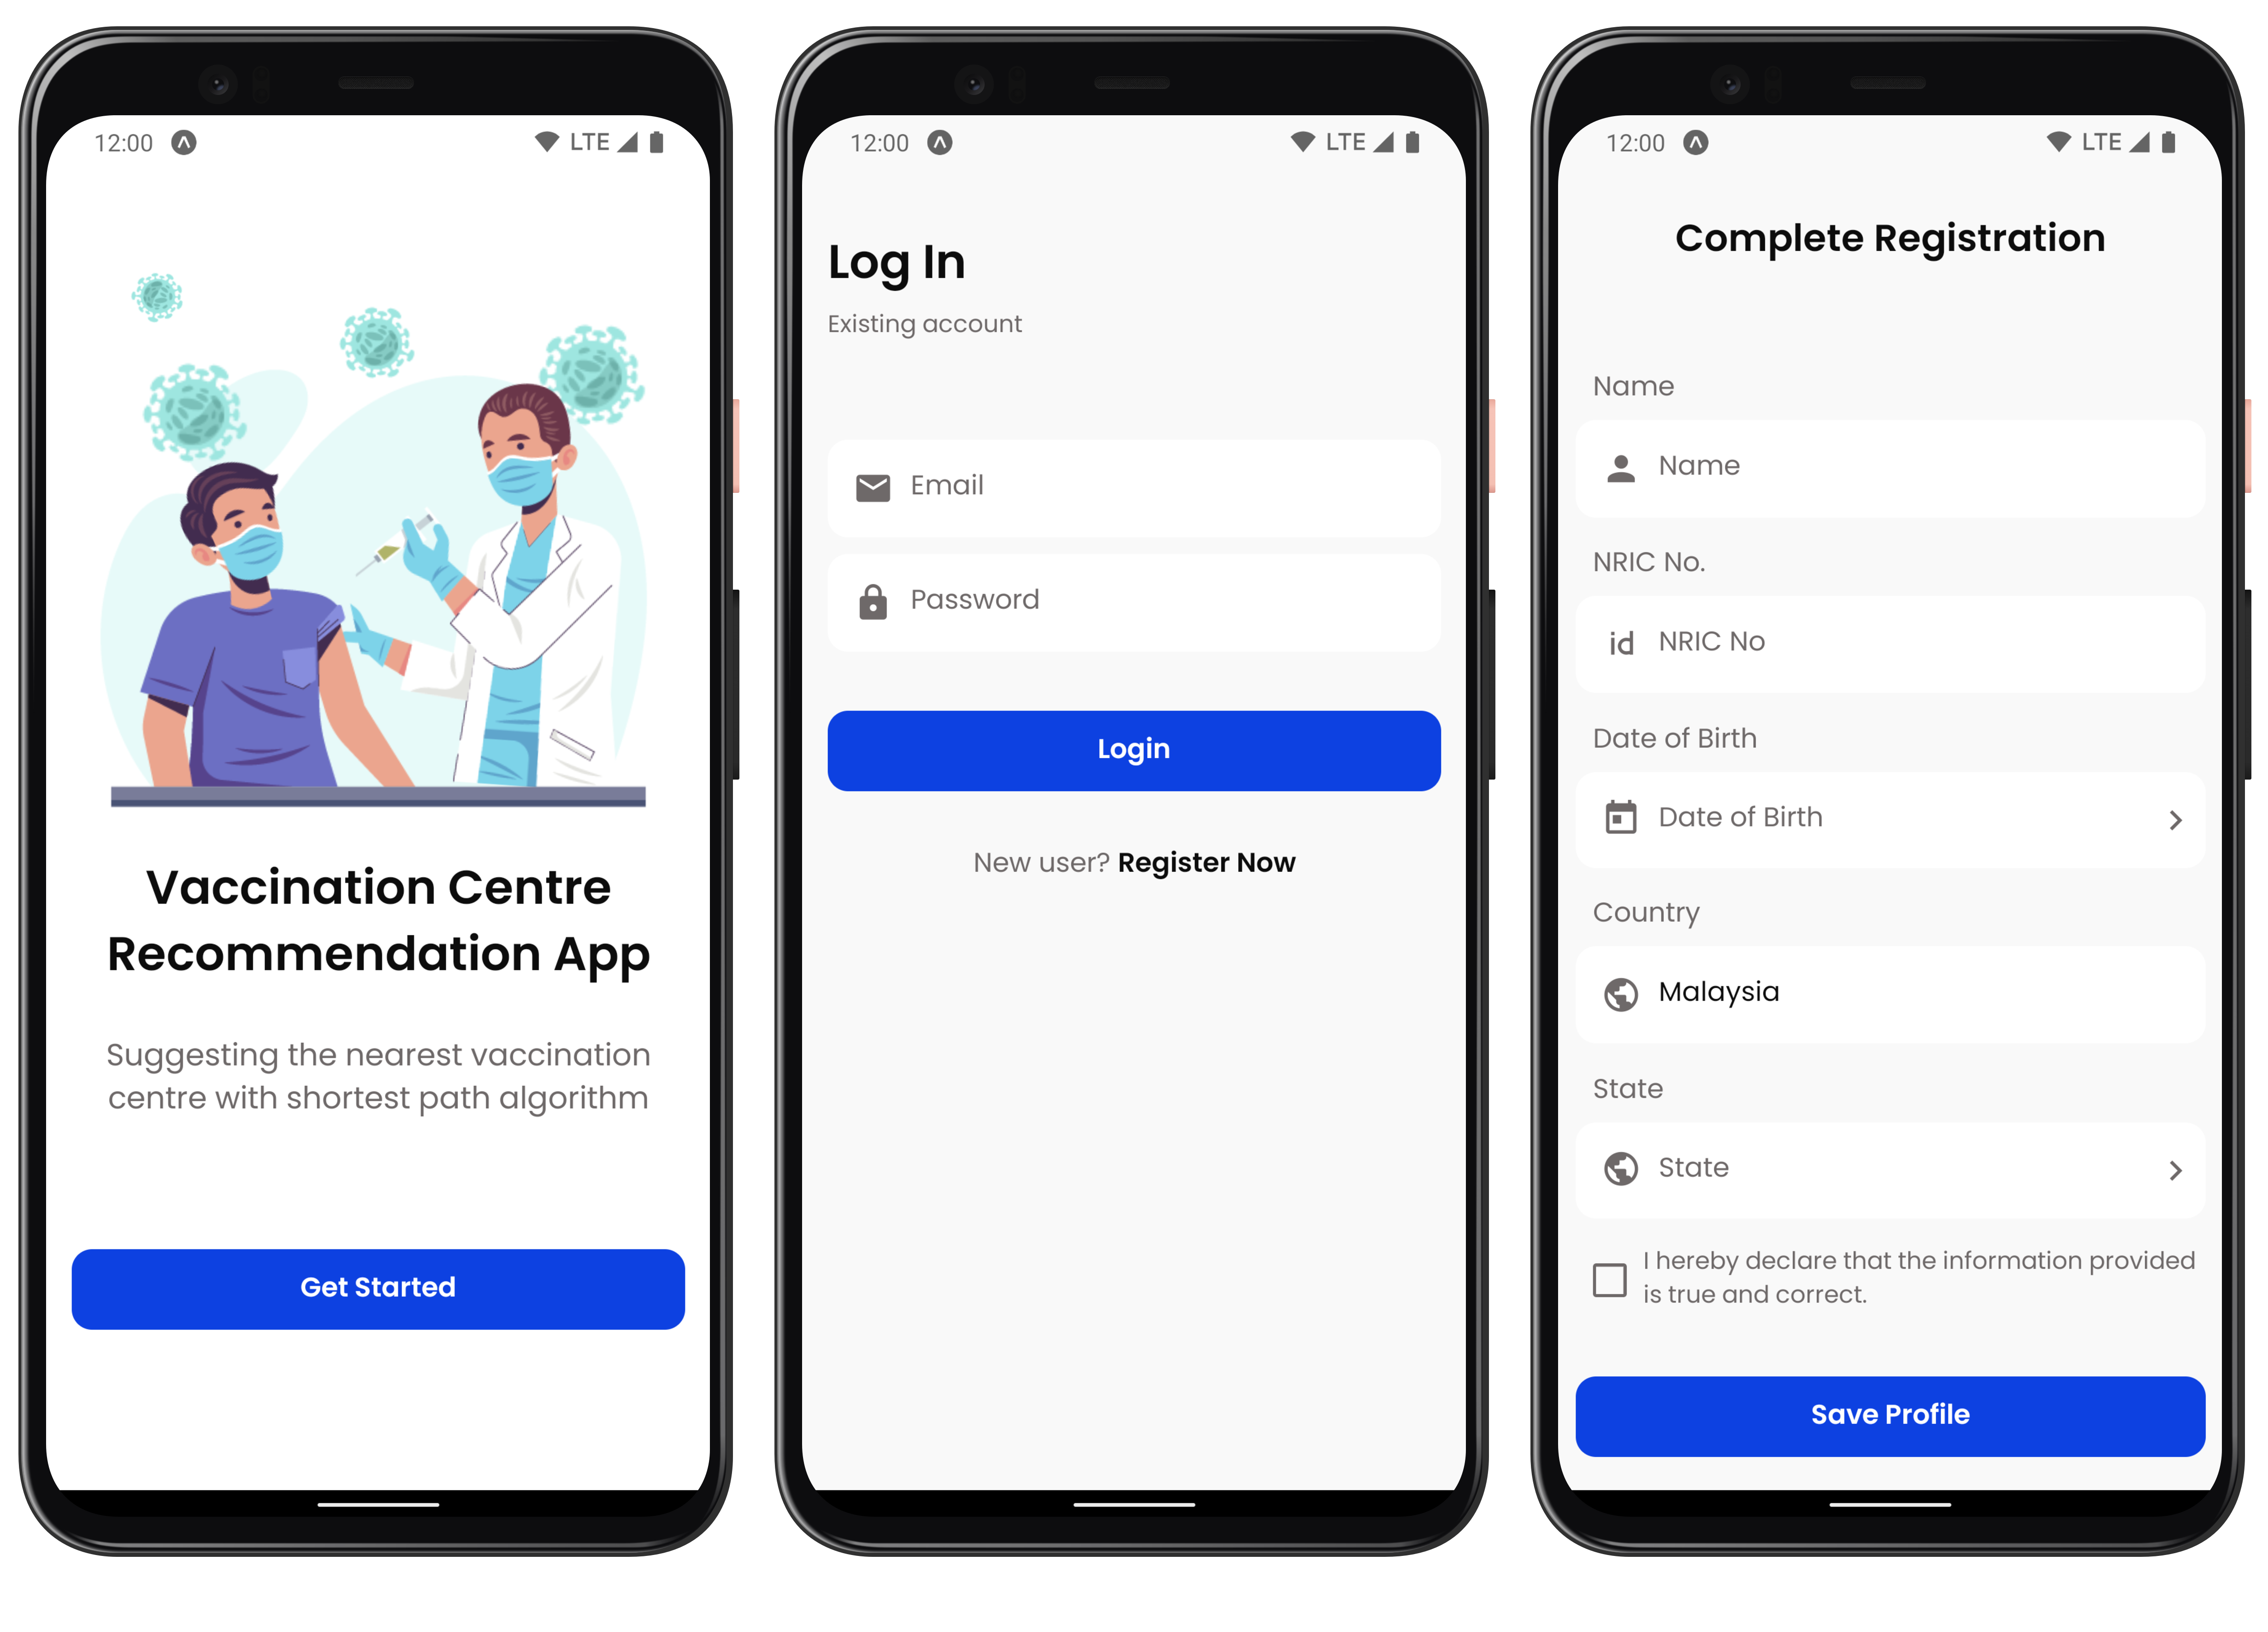 12:00 LTE
Vaccination Centre
Recommendation App
Suggesting the nearest vaccination
centre with shortest path algorithm
Get Started
12:00 LTE
Log In
Existing account
Email
Password
Login
New user? Register Now
12:00 LTE
Complete Registration
Name
Name
NRIC No.
id NRIC No
Date of Birth
Date of Birth
Country
Malaysia
State
State
I hereby declare that the information provided
is true and correct.
Save Profile